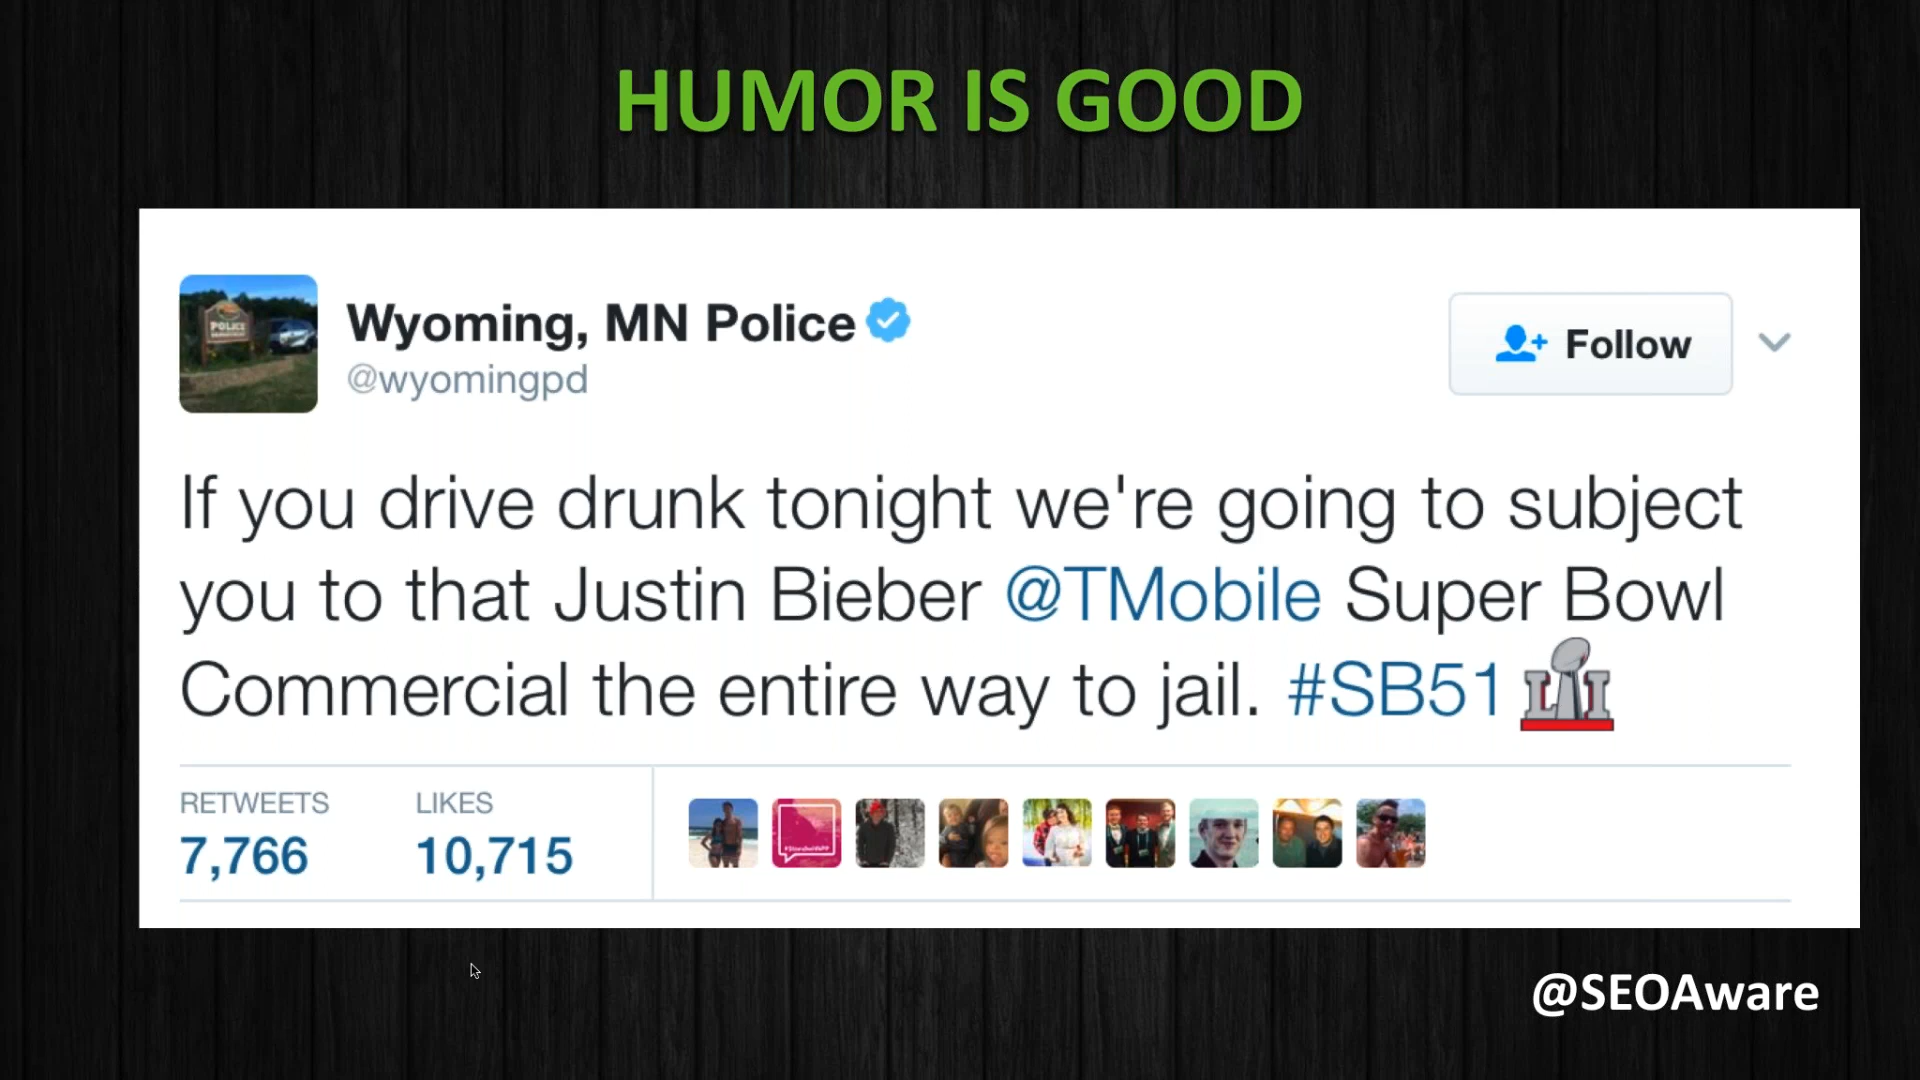 HUMOR IS GOOD
Wyoming, MN Police
@wyomingpd
Follow
If you drive drunk tonight we're going to subject
you to that Justin Bieber @TMobile Super Bowl
Commercial the entire way to jail. #SB51 LI
RETWEETS LIKES
7,766 10,715
POLICE
@SEOAware